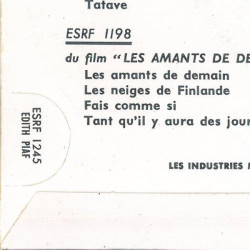 Tatave
ESRF 1198
du film "LES AMANTS DE DE
Les amants de demain
Les neiges de Finlande
Fais comme si
Tant qu'il y aura des jour
ESRF 1245
EDITH PIAF
LES INDUSTRIES